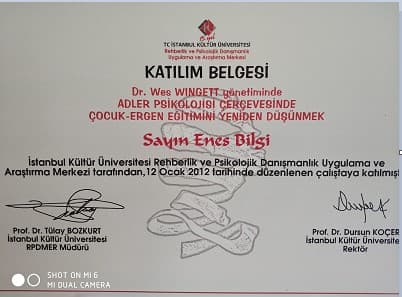 TC İSTANBUL KÜLTÜR ÜNİVERSİTESİ
Rehberlik ve Psikolojik Danışmanlık
Uygulama ve Araştırma Merkezi
KATILIM BELGESİ
Dr. Wes WINGETT yönetiminde
ADLER PSİKOLOJİSİ ÇERÇEVESİNDE
ÇOCUK-ERGEN EĞİTİMİNİ YENİDEN DÜŞÜNMEK
Sayın Enes Bilgi
İstanbul Kültür Üniversitesi Rehberlik ve Psikolojik Danışmanlık Uygulama ve
Araştırma Merkezi tarafından,12 Ocak 2012 tarihinde düzenlenen çalıştaya katılmışt
Prof. Dr. Tülay BOZKURT
İstanbul Kültür Üniversitesi
RPDMER Müdürü
Prof. Dr. Dursun KOÇER
İstanbul Kültür Üniversite
Rektör
SHOT ON MI 6
MI DUAL CAMERA